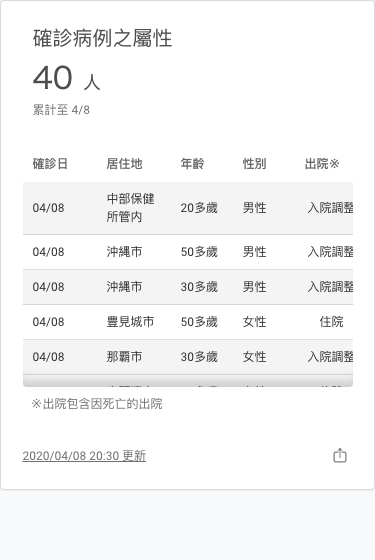 確診病例之屬性
40 人
累計至 4/8
確診日 居住地 年齡 性別 出院※
04/08 中部保健所管内 20多歲 男性 入院調整
04/08 沖縄市 50多歲 男性 入院調整
04/08 沖縄市 30多歲 男性 入院調整
04/08 豊見城市 50多歲 女性 住院
04/08 那覇市 30多歲 女性 入院調整
※出院包含因死亡的出院
2020/04/08 20:30 更新